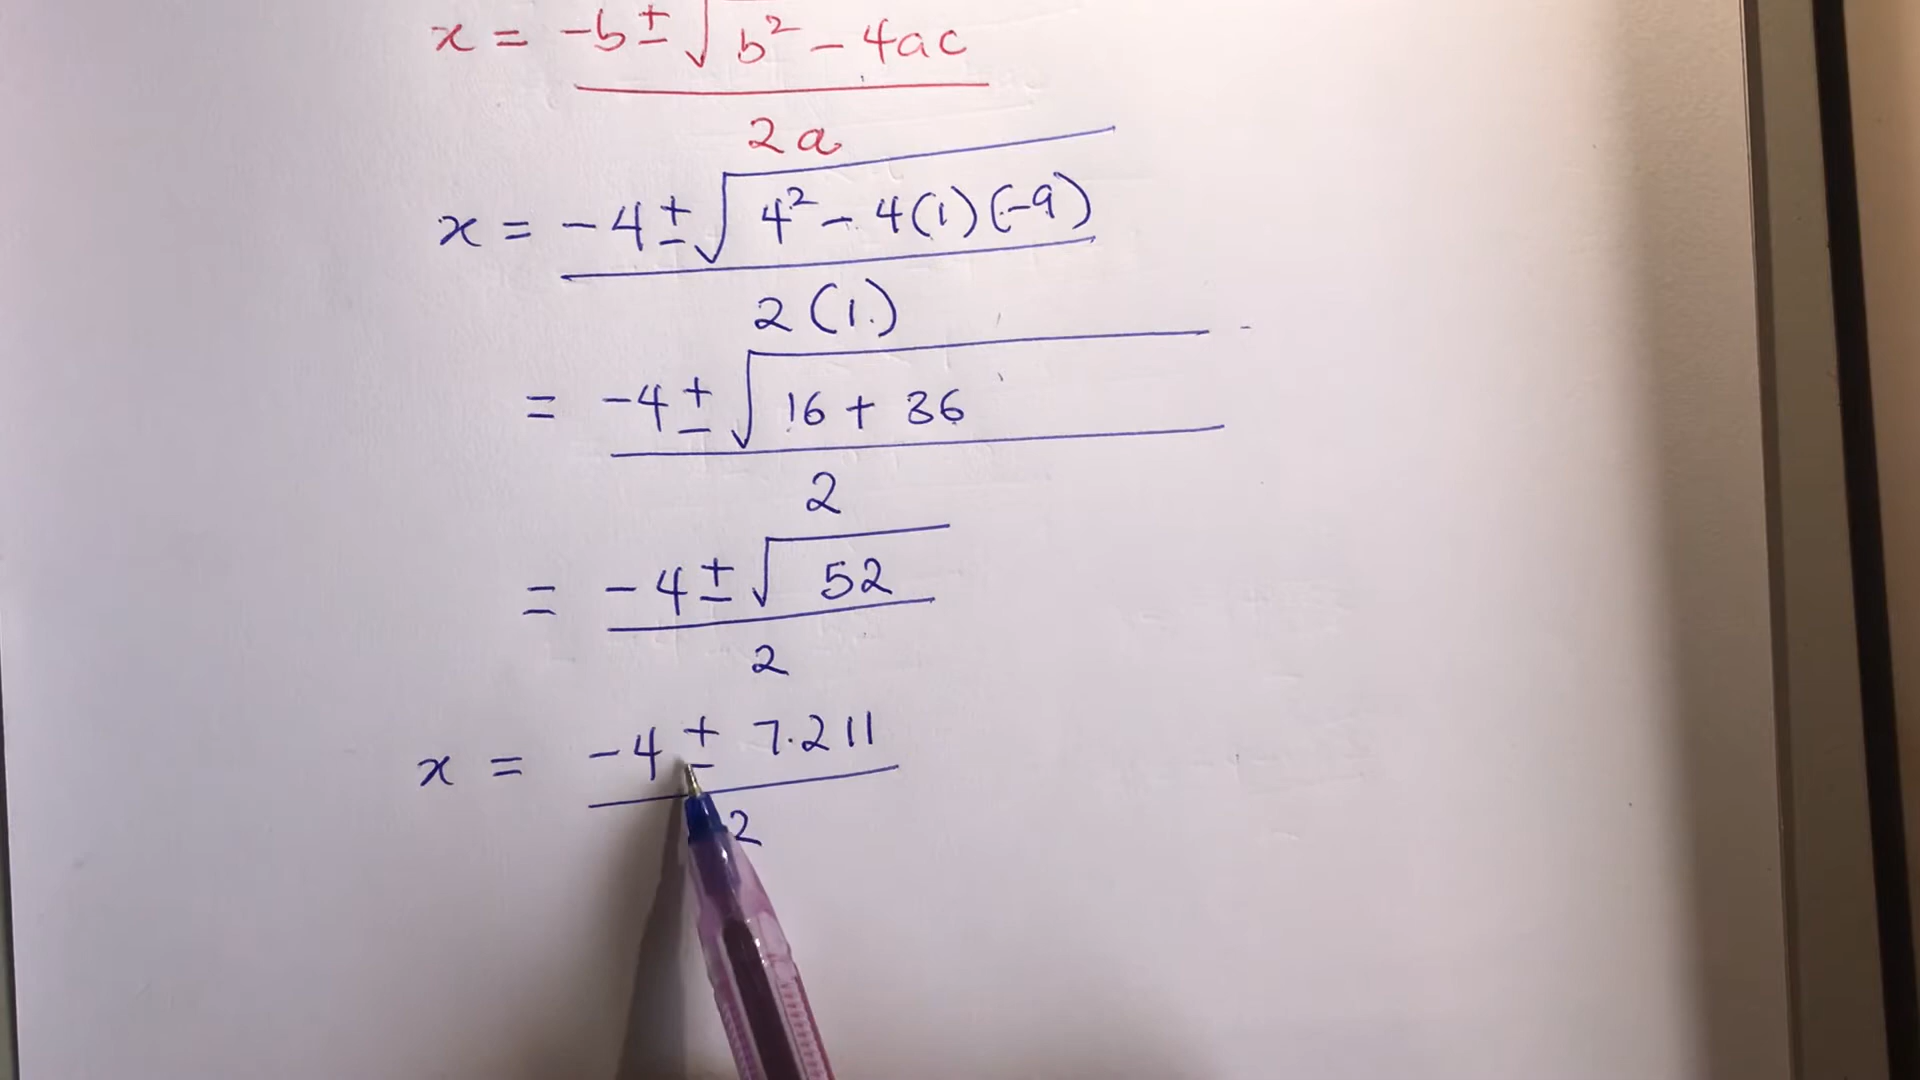 x = -b ± √b² - 4ac
2a
x = -4 ± √4² - 4(1)(-9)
2(1)
= -4 ± √16 + 36
2
= -4 ± √52
2
x = -4 ± 7.211
2